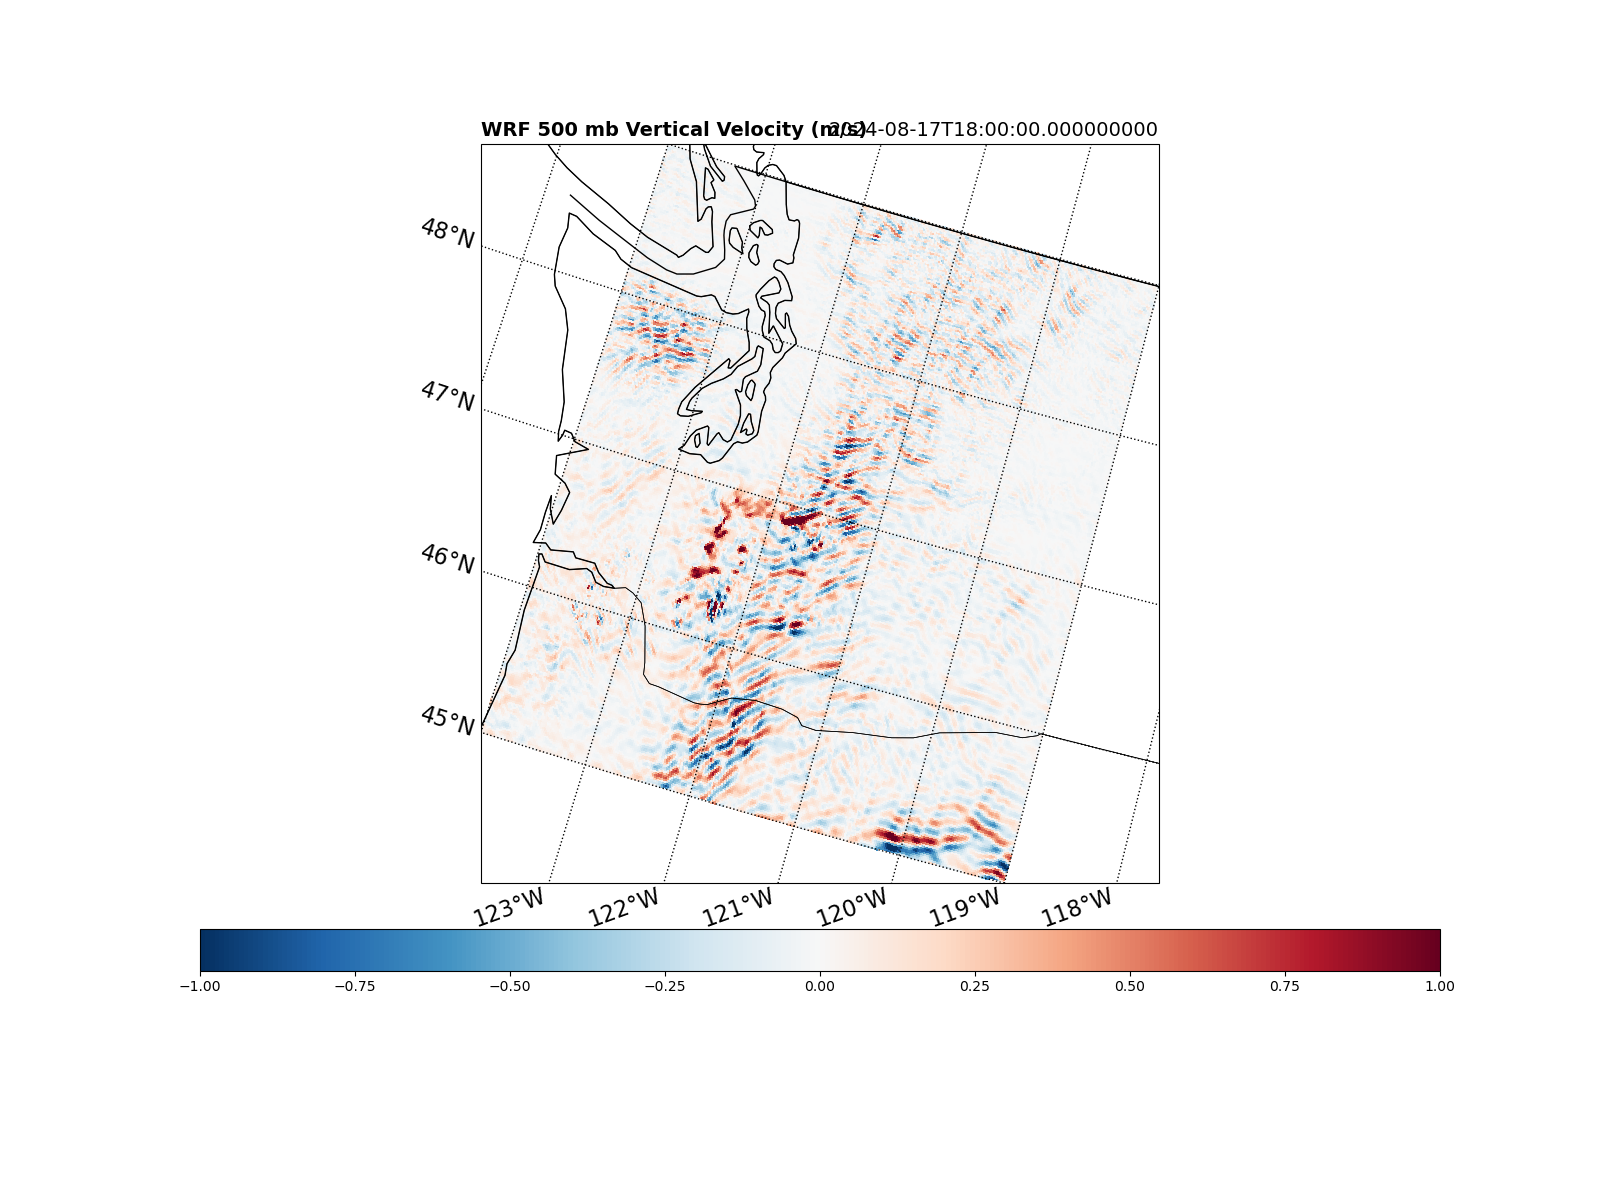 WRF 500 mb Vertical Velocity (m/s) 2024-08-17T18:00:00.000000000
48°N
47°N
46°N
45°N
123°W 122°W 121°W 120°W 119°W 118°W
−1.00 −0.75 −0.50 −0.25 0.00 0.25 0.50 0.75 1.00